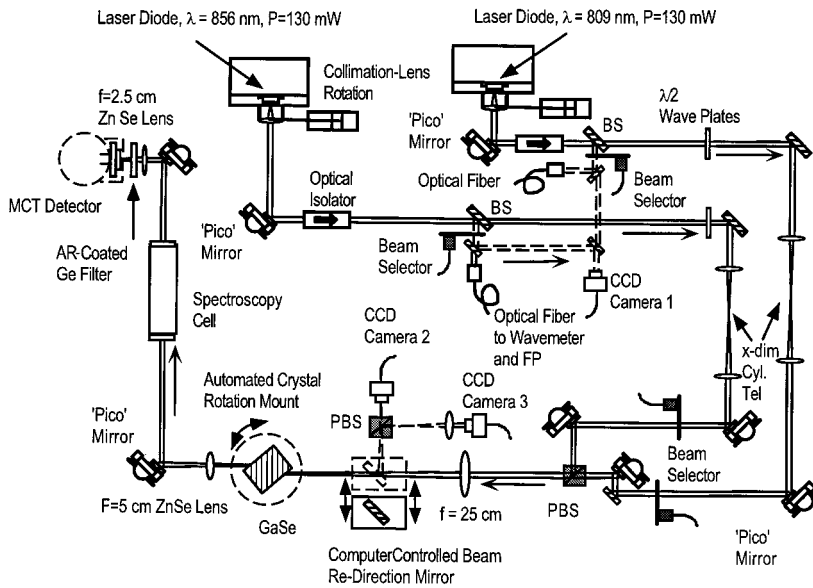 Laser Diode, λ = 856 nm, P=130 mW
Laser Diode, λ = 809 nm, P=130 mW
Collimation-Lens
Rotation
f=2.5 cm
Zn Se Lens
'Pico'
Mirror
BS
λ/2
Wave Plates
MCT Detector
Optical
Isolator
Optical Fiber
Beam
Selector
'Pico'
Mirror
BS
AR-Coated
Ge Filter
Beam
Selector
Spectroscopy
Cell
CCD
Camera 2
Optical Fiber
to Wavemeter
and FP
CCD
Camera 1
x-dim
Cyl.
Tel
Automated Crystal
Rotation Mount
CCD
Camera 3
'Pico'
Mirror
PBS
Beam
Selector
F=5 cm ZnSe Lens
GaSe
f = 25 cm
PBS
'Pico'
Mirror
ComputerControlled Beam
Re-Direction Mirror